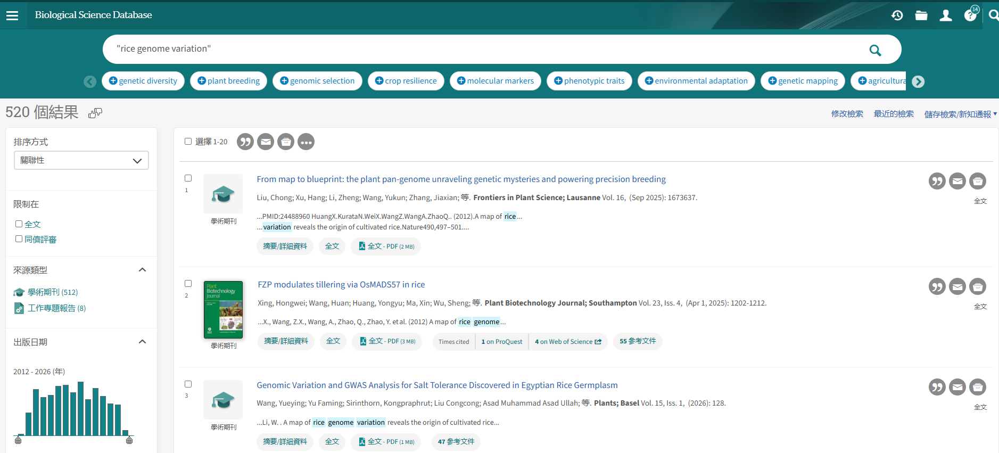 Biological Science Database
14
"rice genome variation"
genetic diversity
plant breeding
genomic selection
crop resilience
molecular markers
phenotypic traits
environmental adaptation
genetic mapping
agricultura
520 個結果
修改檢索 最近的檢索 儲存檢索/新知通報
排序方式
關聯性
限制在
全文
同儕評審
來源類型
學術期刊 (512)
工作專題報告 (8)
出版日期
2012 - 2026 (年)
選擇 1-20
1
學術期刊
From map to blueprint: the plant pan-genome unraveling genetic mysteries and powering precision breeding
Liu, Chong; Xu, Hang; Li, Zheng; Wang, Yukun; Zhang, Jiaxian; 等. Frontiers in Plant Science; Lausanne Vol. 16, (Sep 2025): 1673637.
...PMID:24488960 HuangX.KurataN.WeiX.WangZ.WangA.ZhaoQ.. (2012).A map of rice...
...variation reveals the origin of cultivated rice.Nature490,497–501....
摘要/詳細資料 全文 全文 - PDF (2 MB)
全文
2
Plant
Biotechnology
Journal
學術期刊
FZP modulates tillering via OsMADS57 in rice
Xing, Hongwei; Wang, Huan; Huang, Yongyu; Ma, Xin; Wu, Sheng; 等. Plant Biotechnology Journal; Southampton Vol. 23, Iss. 4, (Apr 1, 2025): 1202-1212.
...X., Wang, Z.X., Wang, A., Zhao, Q., Zhao, Y. et al. (2012) A map of rice genome...
摘要/詳細資料 全文 全文 - PDF (3 MB) Times cited 1 on ProQuest 4 on Web of Science 55 參考文件
全文
3
學術期刊
Genomic Variation and GWAS Analysis for Salt Tolerance Discovered in Egyptian Rice Germplasm
Wang, Yueying; Yu Faming; Sirinthorn, Kongpraphrut; Liu Congcong; Asad Muhammad Asad Ullah; 等. Plants; Basel Vol. 15, Iss. 1, (2026): 128.
...Li, W. . A map of rice genome variation reveals the origin of cultivated rice...
摘要/詳細資料 全文 全文 - PDF (1 MB) 47 參考文件
全文